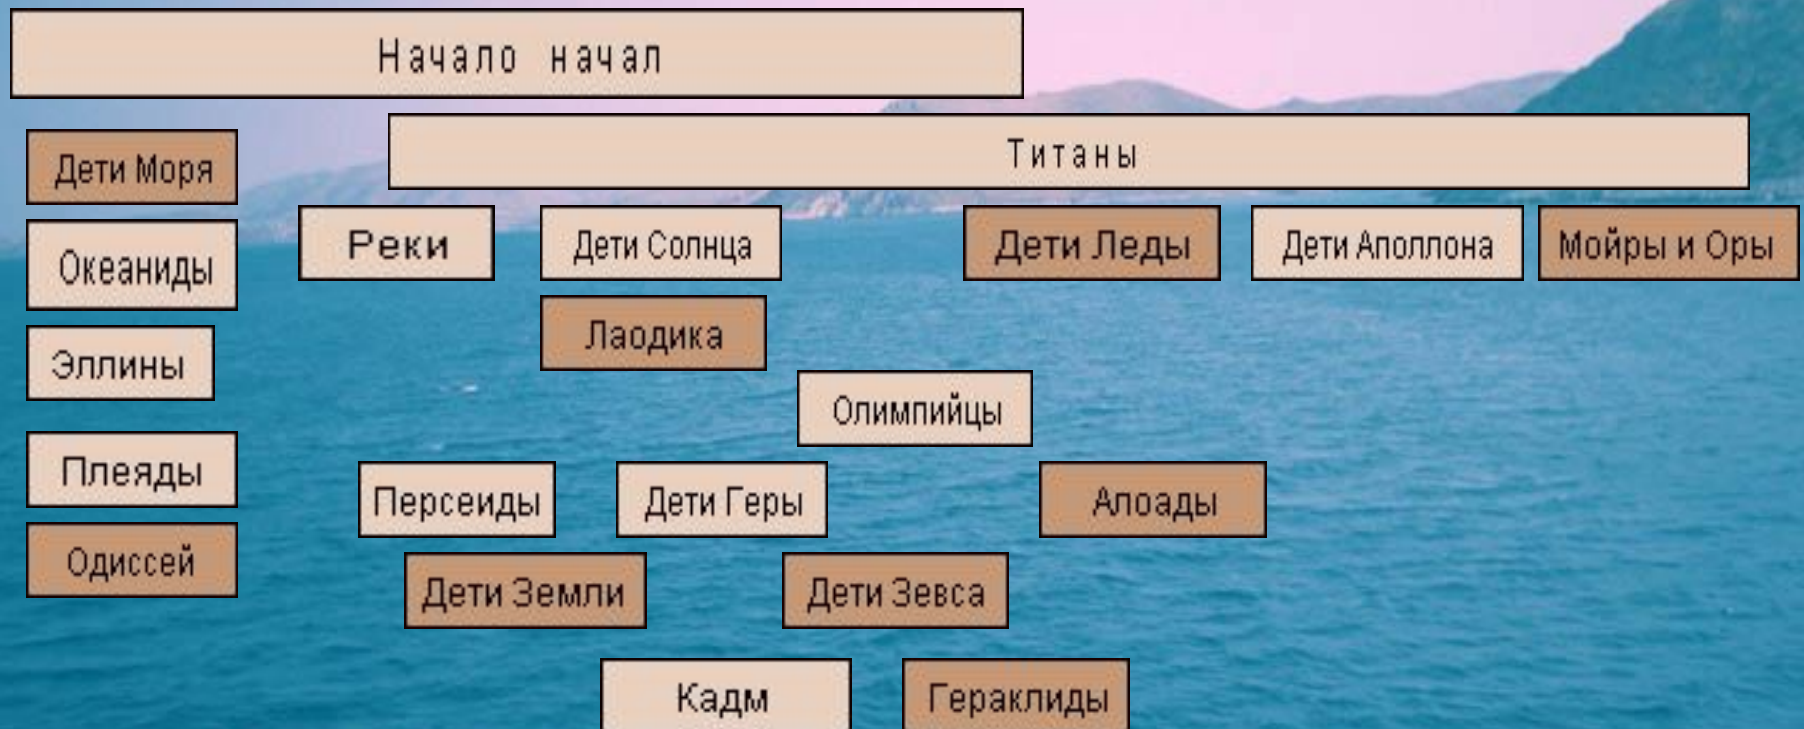 Начало начал
Титаны
Дети Моря
Реки
Дети Солнца
Дети Леды
Дети Аполлона
Мойры и Оры
Океаниды
Лаодика
Эллины
Олимпийцы
Плеяды
Персеиды
Дети Геры
Алоады
Одиссей
Дети Земли
Дети Зевса
Кадм
Гераклиды